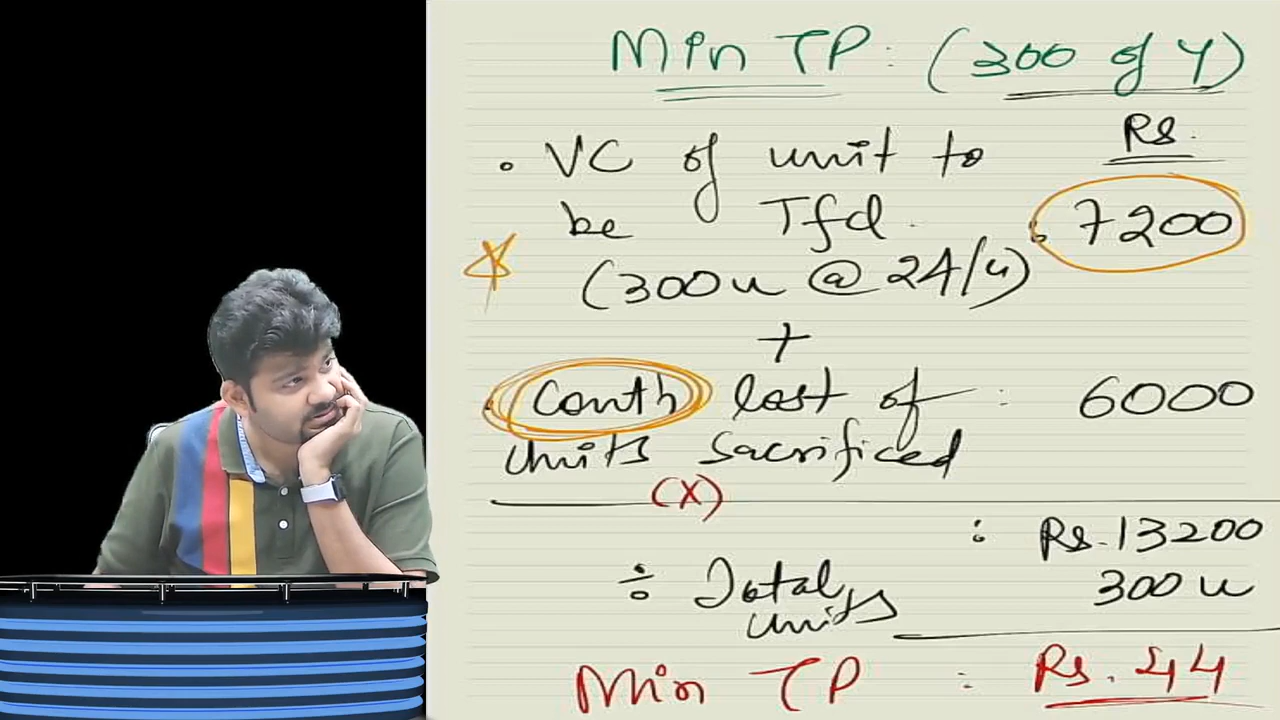 Min TP : (300 of Y)
Rs.
. VC of unit to
be Tfd. : 7200
(300u @ 24/u)
+
. Contb lost of : 6000
units sacrificed
(X)
: Rs. 13200
÷ Total units 300 u
Min TP : Rs. 44